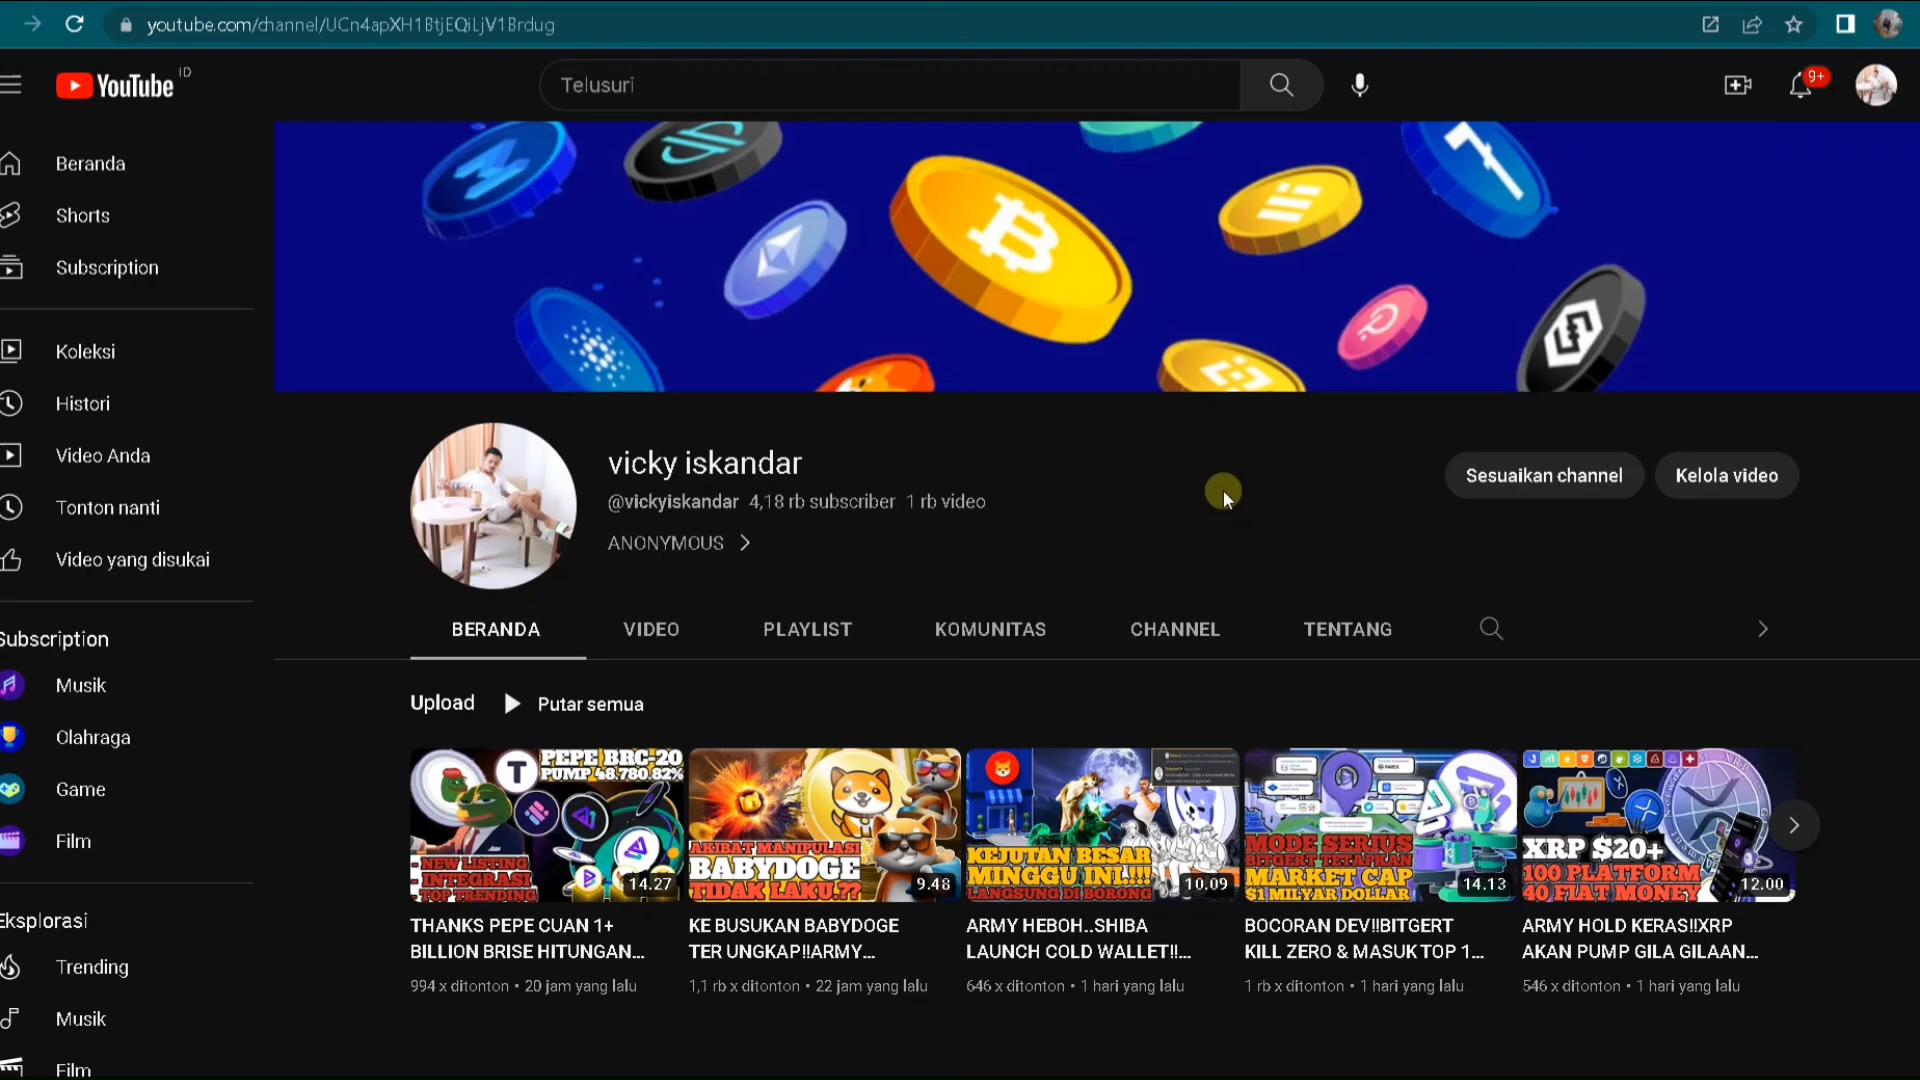 youtube.com/channel/UCn4apXH1BtjEQiLjV1Brdug
YouTube ID
Telusuri
9+
Beranda
Shorts
Subscription
Koleksi
Histori
Video Anda
Tonton nanti
Video yang disukai
Subscription
Musik
Olahraga
Game
Film
Eksplorasi
Trending
Musik
Film
vicky iskandar
@vickyiskandar 4,18 rb subscriber 1 rb video
ANONYMOUS
Sesuaikan channel
Kelola video
BERANDA VIDEO PLAYLIST KOMUNITAS CHANNEL TENTANG
Upload Putar semua
PEPE BRC-20
PUMP 48.780.82%
- NEW LISTING
- INTEGRASI
TOP TRENDING
14.27
THANKS PEPE CUAN 1+
BILLION BRISE HITUNGAN...
994 x ditonton • 20 jam yang lalu
AKIBAT MANIPULASI
BABYDOGE
TIDAK LAKU.??
9.48
KE BUSUKAN BABYDOGE
TER UNGKAP!!ARMY...
1,1 rb x ditonton • 22 jam yang lalu
KEJUTAN BESAR
MINGGU INI.!!!
LANGSUNG DI BORONG
10.09
ARMY HEBOH..SHIBA
LAUNCH COLD WALLET!!...
646 x ditonton • 1 hari yang lalu
MODE SERIUS
BITGERT TETAPKAN
MARKET CAP
$1 MILYAR DOLLAR
14.13
BOCORAN DEV!!BITGERT
KILL ZERO & MASUK TOP 1...
1 rb x ditonton • 1 hari yang lalu
XRP $20+
100 PLATFORM
40 FIAT MONEY
12.00
ARMY HOLD KERAS!!XRP
AKAN PUMP GILA GILAAN...
546 x ditonton • 1 hari yang lalu